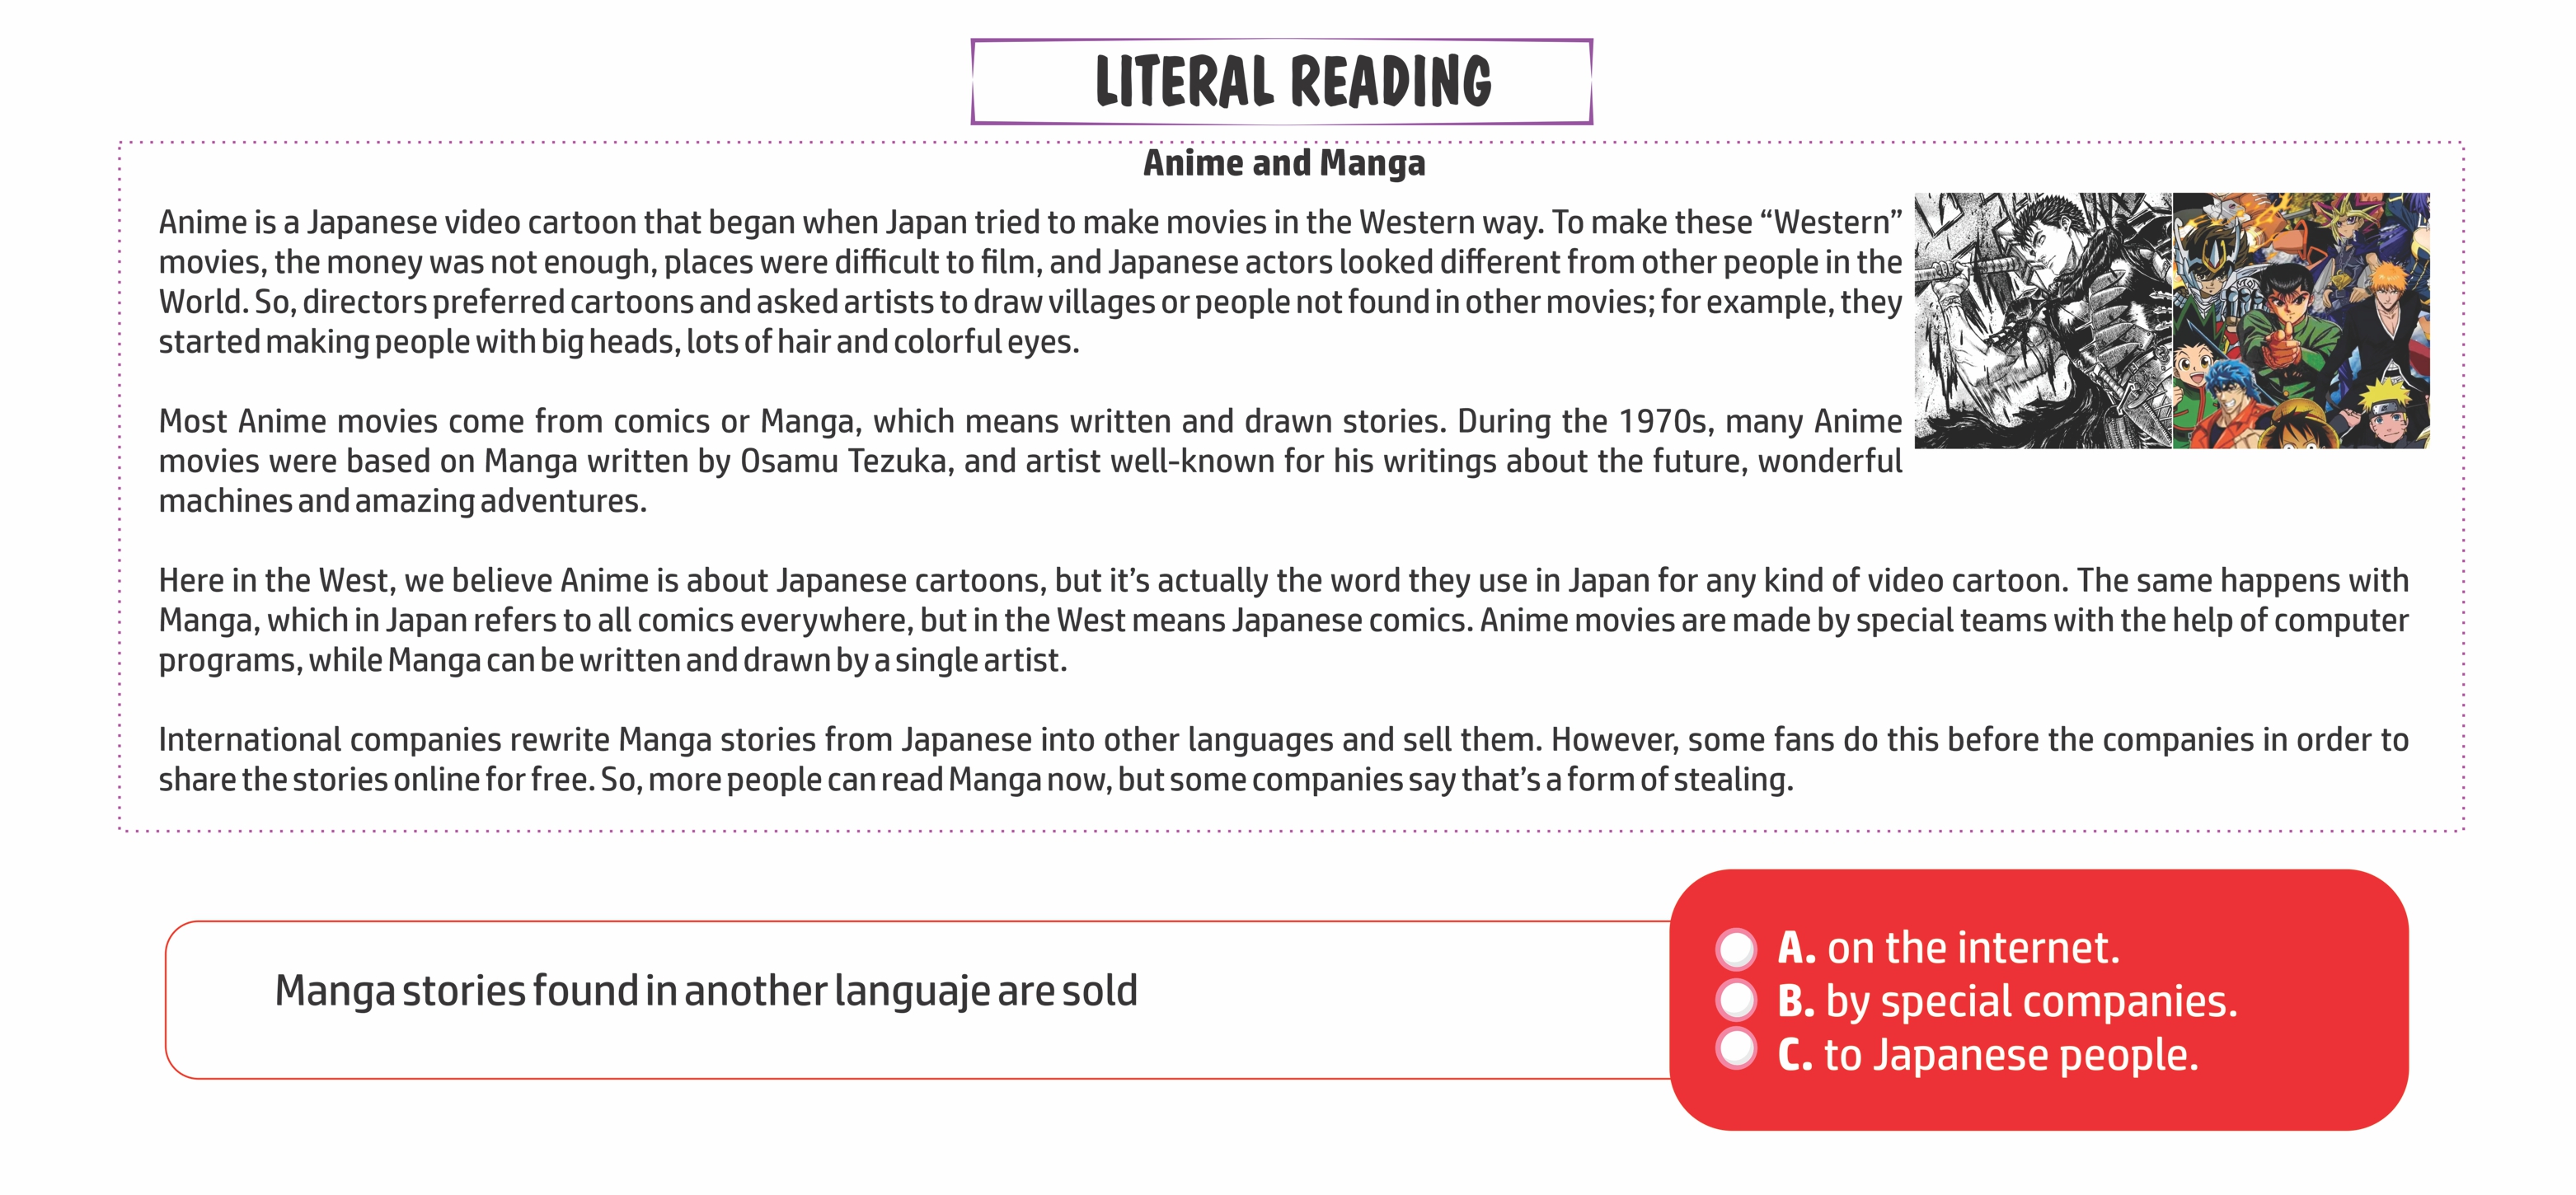 LITERAL READING
Anime and Manga
Anime is a Japanese video cartoon that began when Japan tried to make movies in the Western way. To make these “Western”
movies, the money was not enough, places were difficult to film, and Japanese actors looked different from other people in the
World. So, directors preferred cartoons and asked artists to draw villages or people not found in other movies; for example, they
started making people with big heads, lots of hair and colorful eyes.
Most Anime movies come from comics or Manga, which means written and drawn stories. During the 1970s, many Anime
movies were based on Manga written by Osamu Tezuka, and artist well-known for his writings about the future, wonderful
machines and amazing adventures.
Here in the West, we believe Anime is about Japanese cartoons, but it’s actually the word they use in Japan for any kind of video cartoon. The same happens with
Manga, which in Japan refers to all comics everywhere, but in the West means Japanese comics. Anime movies are made by special teams with the help of computer
programs, while Manga can be written and drawn by a single artist.
International companies rewrite Manga stories from Japanese into other languages and sell them. However, some fans do this before the companies in order to
share the stories online for free. So, more people can read Manga now, but some companies say that’s a form of stealing.
Manga stories found in another languaje are sold
A. on the internet.
B. by special companies.
C. to Japanese people.